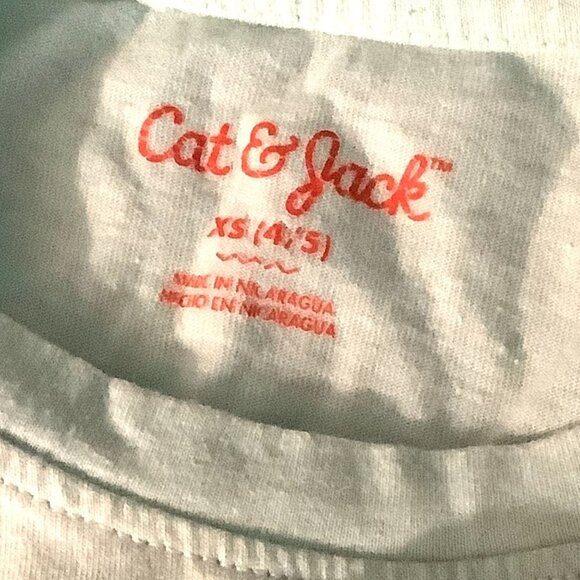 Cat & Jack™
XS (4/5)
MADE IN NICARAGUA
HECHO EN NICARAGUA